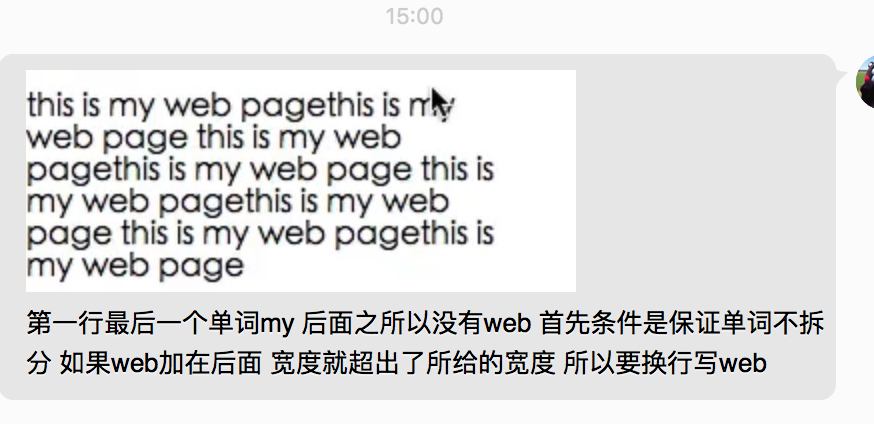 15:00
this is my web pagethis is my
web page this is my web
pagethis is my web page this is
my web pagethis is my web
page this is my web pagethis is
my web page
第一行最后一个单词my 后面之所以没有web 首先条件是保证单词不拆
分 如果web加在后面 宽度就超出了所给的宽度 所以要换行写web